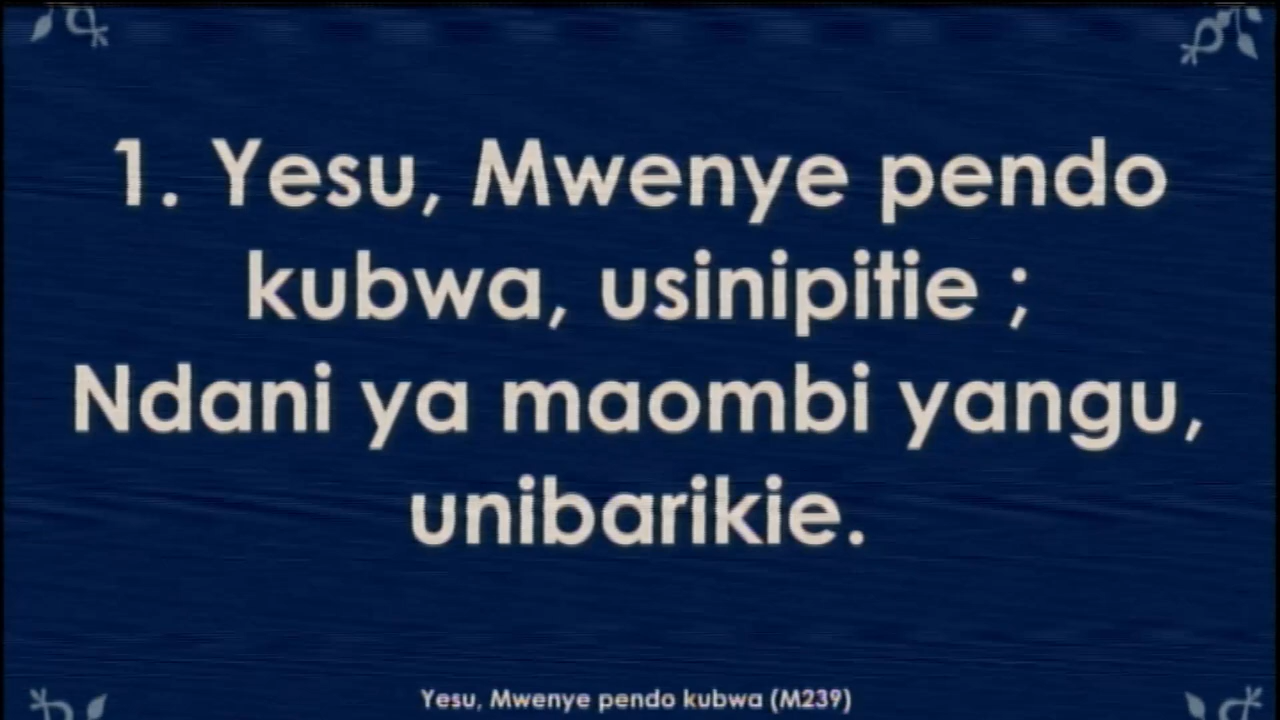 1. Yesu, Mwenye pendo
kubwa, usinipitie ;
Ndani ya maombi yangu,
unibarikie.
Yesu, Mwenye pendo kubwa (M239)